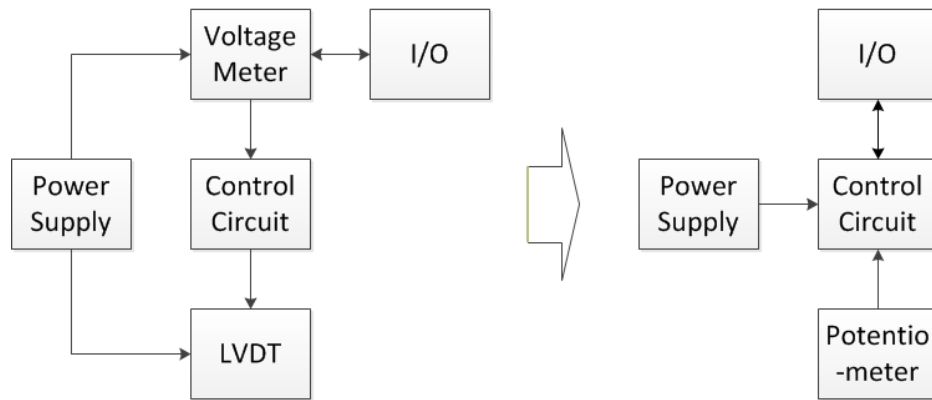 Voltage
Meter
I/O
Power
Supply
Control
Circuit
LVDT
I/O
Power
Supply
Control
Circuit
Potentio
-meter